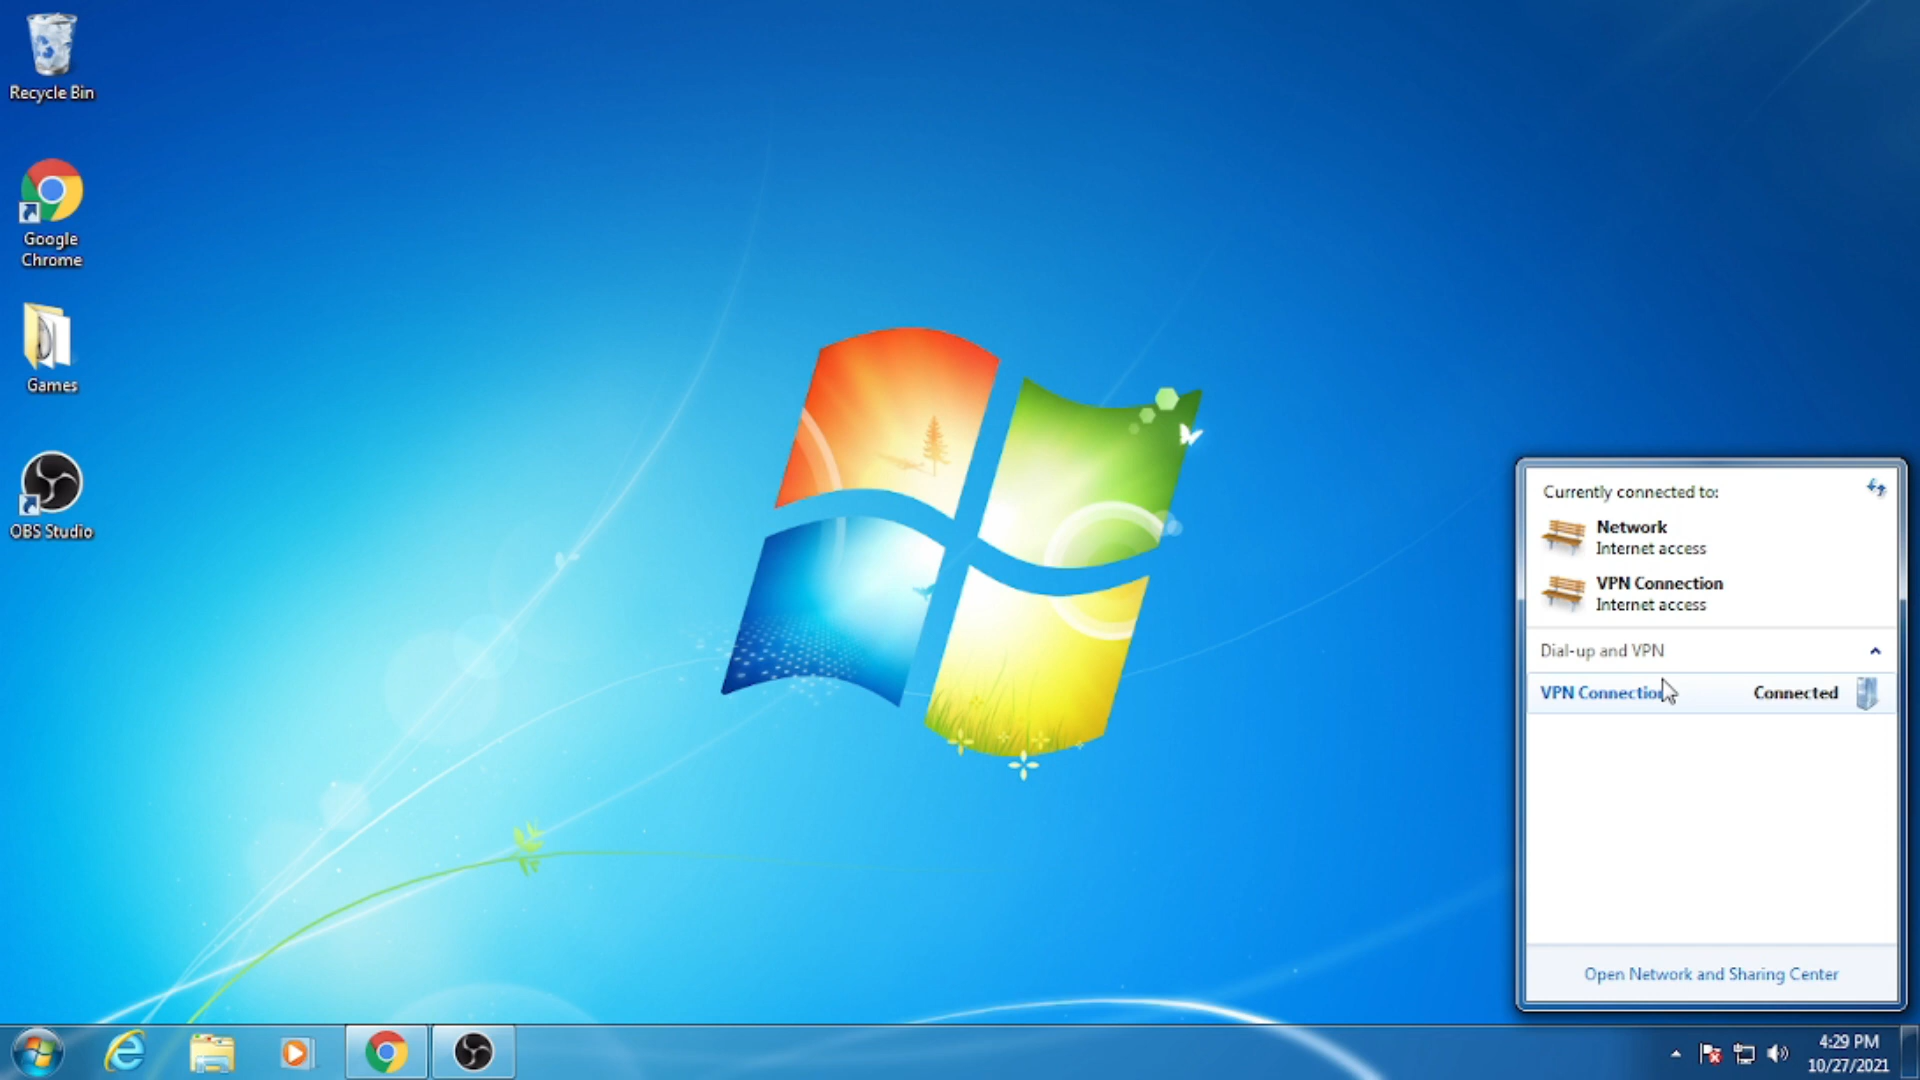 Recycle Bin
Google
Chrome
Games
OBS Studio
Currently connected to:
Network
Internet access
VPN Connection
Internet access
Dial-up and VPN
VPN Connection Connected
Open Network and Sharing Center
4:29 PM
10/27/2021